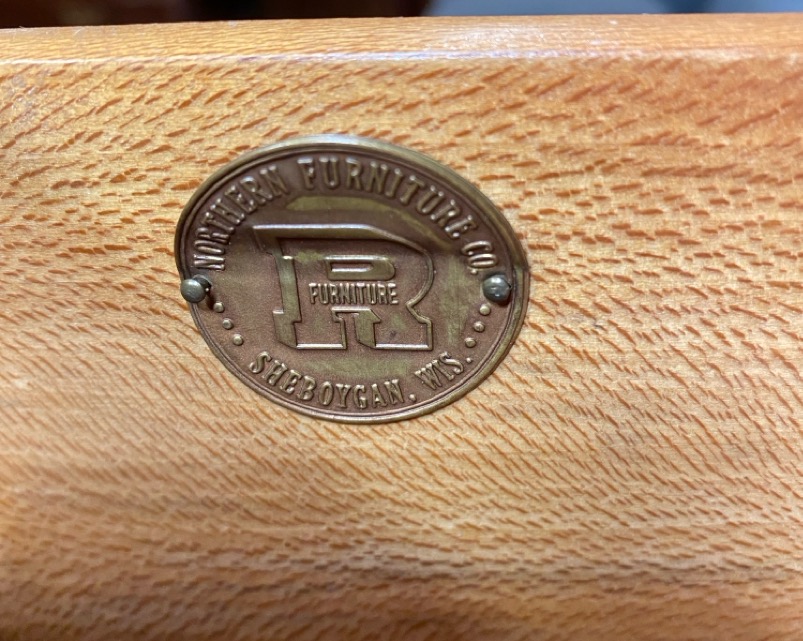 NORTHERN FURNITURE CO.
R
FURNITURE
SHEBOYGAN, WIS.